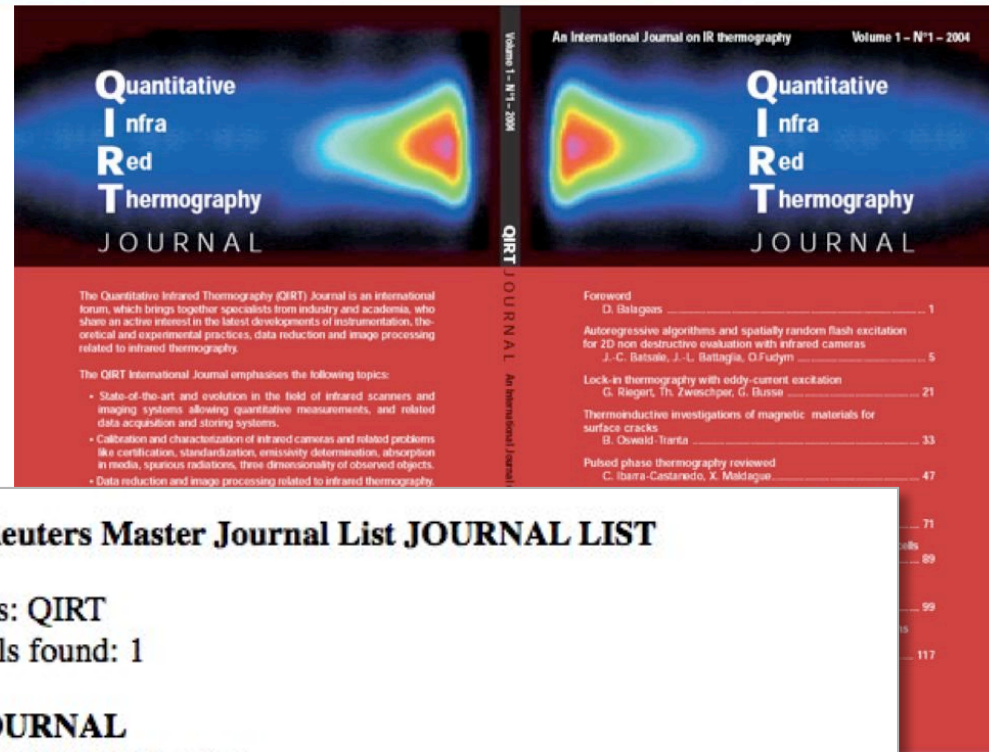 Quantitative
Infra
Red
Thermography
JOURNAL
The Quantitative Infrared Thermography (QIRT) Journal is an international
forum, which brings together specialists from industry and academia, who
share an active interest in the latest developments of instrumentation, the-
oretical and experimental practices, data reduction and image processing
related to infrared thermography.
The QIRT International Journal emphasises the following topics:
• State-of-the-art and evolution in the field of infrared scanners and
imaging systems allowing quantitative measurements, and related
data acquisition and storing systems.
• Calibration and characterization of infrared cameras and related problems
like certification, standardization, emissivity determination, absorption
in media, spurious radiations, three dimensionality of observed objects.
• Data reduction and image processing related to infrared thermography.
Volume 1 – N°1 – 2004
QIRT JOURNAL An International Journal
An International Journal on IR thermography Volume 1 – N°1 – 2004
Quantitative
Infra
Red
Thermography
JOURNAL
Foreword
D. Balageas 1
Autoregressive algorithms and spatially random flash excitation
for 2D non destructive evaluation with infrared cameras
J.-C. Batsale, J.-L. Battaglia, O.Fudym 5
Lock-in thermography with eddy-current excitation
G. Riegert, Th. Zweschper, G. Busse 21
Thermoinductive investigations of magnetic materials for
surface cracks
B. Oswald-Tranta 33
Pulsed phase thermography reviewed
C. Ibarra-Castanedo, X. Maldague 47
71
cells
89
99
117
euters Master Journal List JOURNAL LIST
s: QIRT
ls found: 1
OURNAL